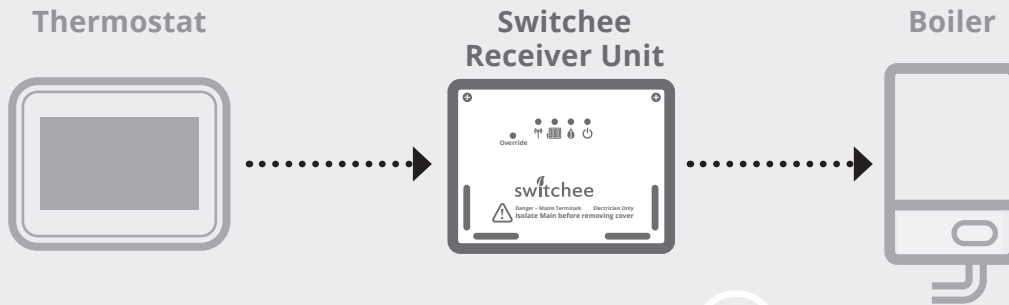 Thermostat
Switchee
Receiver Unit
Boiler
Override
switchee
Danger – Mains Terminals Electrician Only
Isolate Main before removing cover